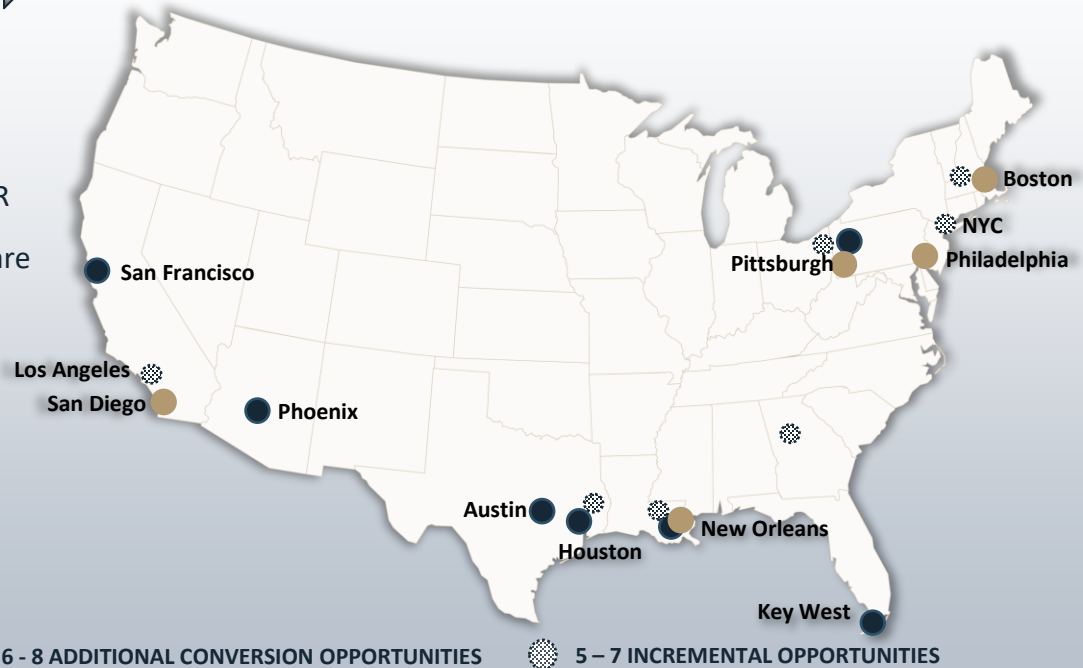 R
are
Boston
NYC
Philadelphia
Pittsburgh
San Francisco
Los Angeles
San Diego
Phoenix
Austin
Houston
New Orleans
Key West
6 - 8 ADDITIONAL CONVERSION OPPORTUNITIES
5 – 7 INCREMENTAL OPPORTUNITIES